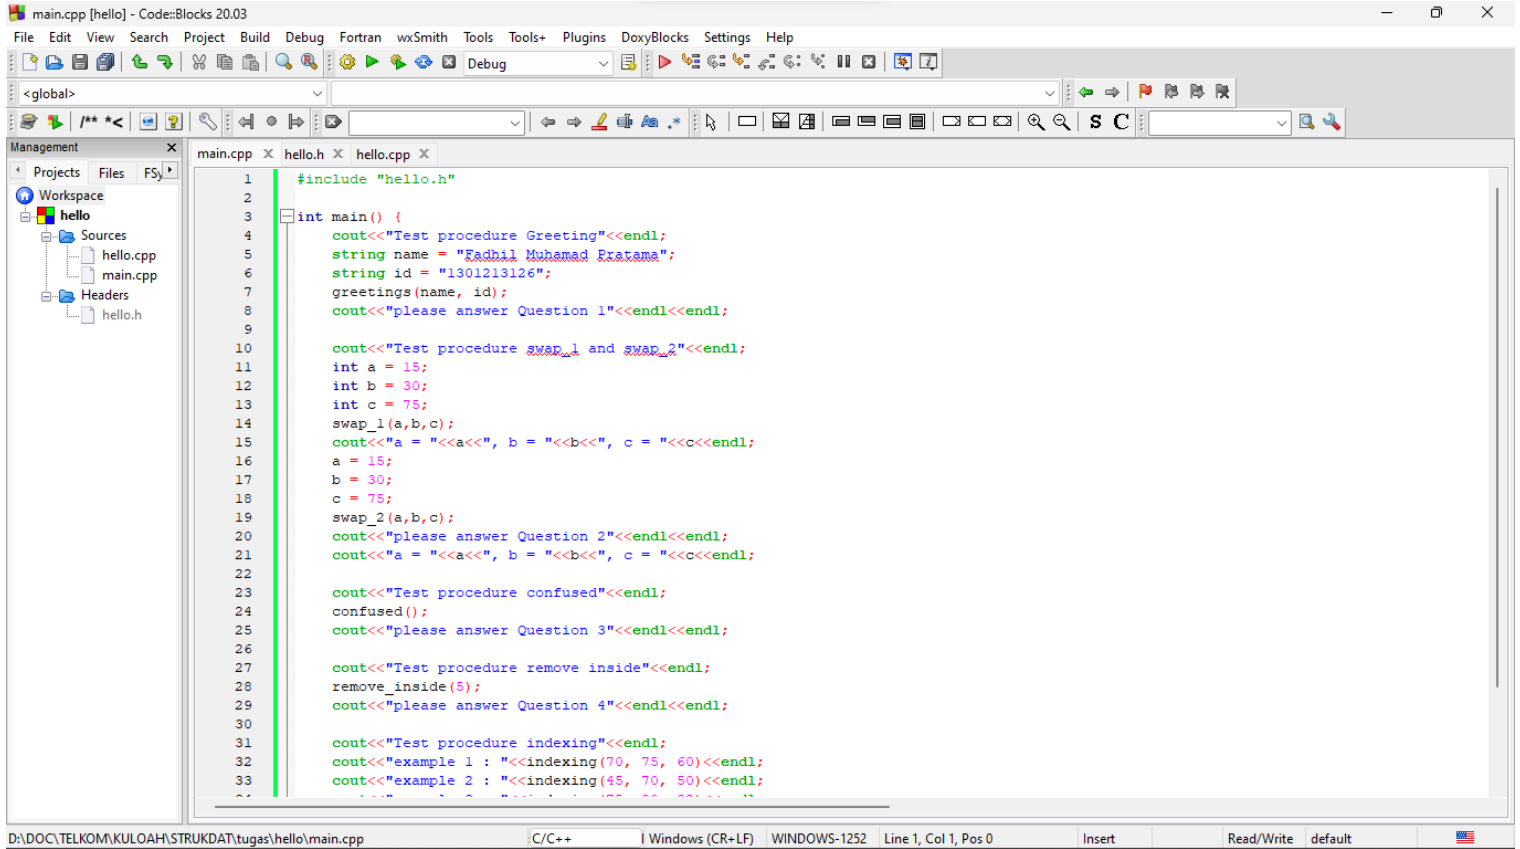 main.cpp [hello] - Code::Blocks 20.03
File Edit View Search Project Build Debug Fortran wxSmith Tools Tools+ Plugins DoxyBlocks Settings Help
Debug
<global>
/** *<
.*
S C
Management
Projects Files FSy
Workspace
hello
Sources
hello.cpp
main.cpp
Headers
hello.h
main.cpp hello.h hello.cpp
1 #include "hello.h"
2
3 int main() {
4 cout<<"Test procedure Greeting"<<endl;
5 string name = "Fadhil Muhamad Pratama";
6 string id = "1301213126";
7 greetings(name, id);
8 cout<<"please answer Question 1"<<endl<<endl;
9
10 cout<<"Test procedure swap_1 and swap_2"<<endl;
11 int a = 15;
12 int b = 30;
13 int c = 75;
14 swap_1(a,b,c);
15 cout<<"a = "<<a<<", b = "<<b<<", c = "<<c<<endl;
16 a = 15;
17 b = 30;
18 c = 75;
19 swap_2(a,b,c);
20 cout<<"please answer Question 2"<<endl<<endl;
21 cout<<"a = "<<a<<", b = "<<b<<", c = "<<c<<endl;
22
23 cout<<"Test procedure confused"<<endl;
24 confused();
25 cout<<"please answer Question 3"<<endl<<endl;
26
27 cout<<"Test procedure remove inside"<<endl;
28 remove_inside(5);
29 cout<<"please answer Question 4"<<endl<<endl;
30
31 cout<<"Test procedure indexing"<<endl;
32 cout<<"example 1 : "<<indexing(70, 75, 60)<<endl;
33 cout<<"example 2 : "<<indexing(45, 70, 50)<<endl;
D:\DOC\TELKOM\KULOAH\STRUKDAT\tugas\hello\main.cpp C/C++ Windows (CR+LF) WINDOWS-1252 Line 1, Col 1, Pos 0 Insert Read/Write default